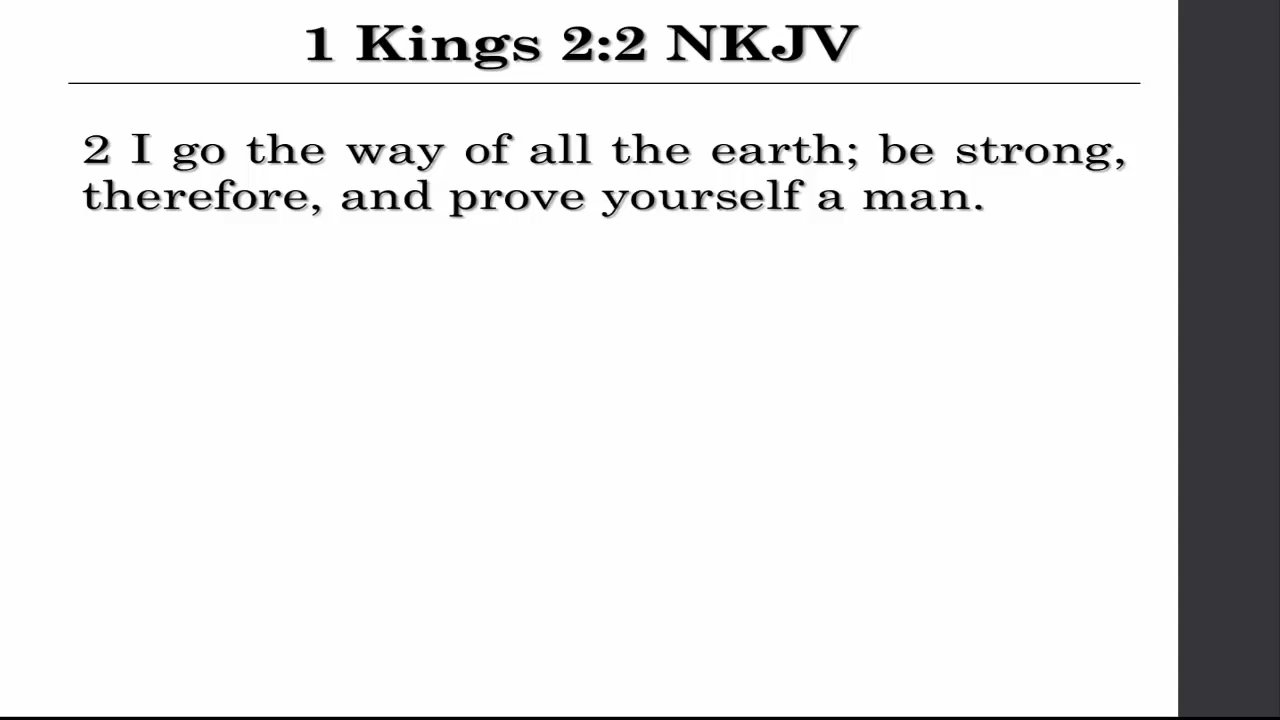 1 Kings 2:2 NKJV
2 I go the way of all the earth; be strong,
therefore, and prove yourself a man.